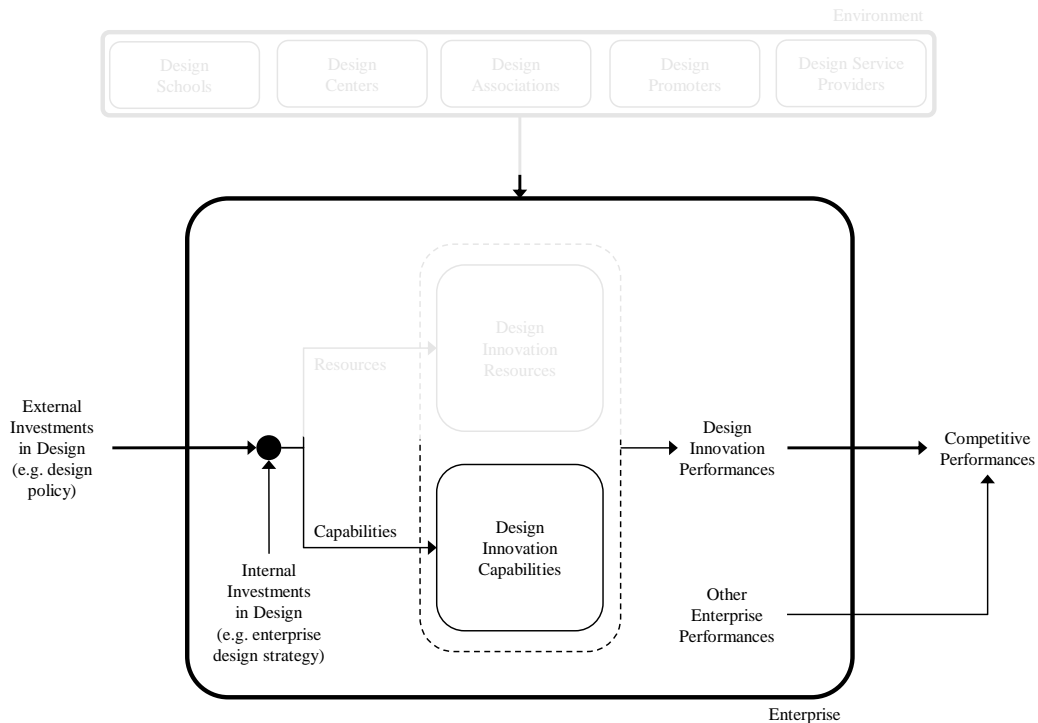 Environment
Design
Schools
Design
Centers
Design
Associations
Design
Promoters
Design Service
Providers
Design
Innovation
Resources
Resources
External
Investments
in Design
(e.g. design
policy)
Design
Innovation
Performances
Competitive
Performances
Capabilities
Design
Innovation
Capabilities
Internal
Investments
in Design
(e.g. enterprise
design strategy)
Other
Enterprise
Performances
Enterprise